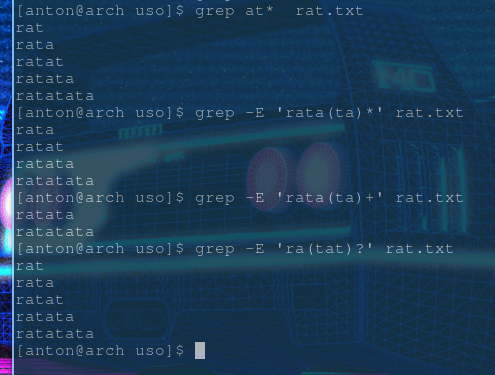 [anton@arch uso]$ grep at*  rat.txt
rat
rata
ratat
ratata
ratatata
[anton@arch uso]$ grep -E 'rata(ta)*' rat.txt
rata
ratat
ratata
ratatata
[anton@arch uso]$ grep -E 'rata(ta)+' rat.txt
ratata
ratatata
[anton@arch uso]$ grep -E 'ra(tat)?' rat.txt
rat
rata
ratat
ratata
ratatata
[anton@arch uso]$